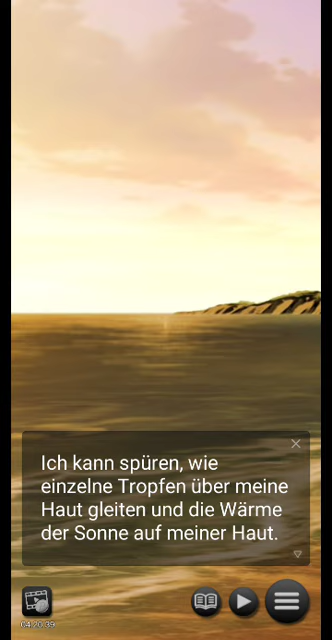 Ich kann spüren, wie
einzelne Tropfen über meine
Haut gleiten und die Wärme
der Sonne auf meiner Haut.
04:20:39